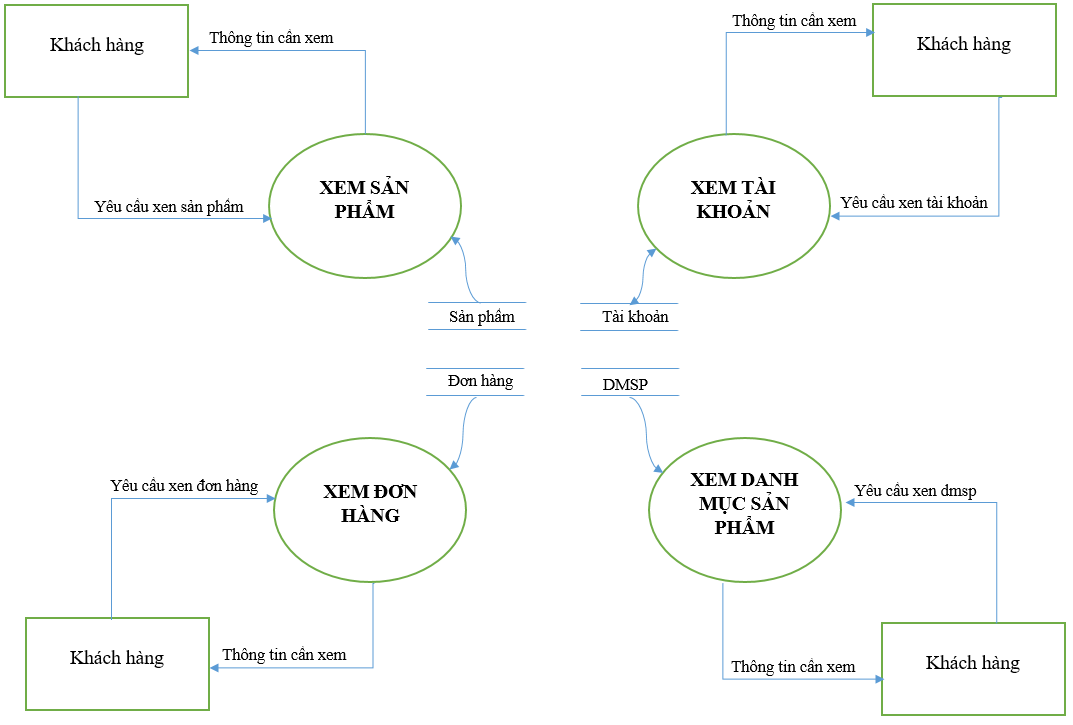 Khách hàng
Thông tin cần xem
XEM SẢN
PHẨM
Yêu cầu xen sản phẩm
Sản phẩm
Thông tin cần xem
Khách hàng
XEM TÀI
KHOẢN
Yêu cầu xen tài khoản
Tài khoản
Đơn hàng
XEM ĐƠN
HÀNG
Yêu cầu xen đơn hàng
Khách hàng
Thông tin cần xem
DMSP
XEM DANH
MỤC SẢN
PHẨM
Yêu cầu xen dmsp
Thông tin cần xem
Khách hàng